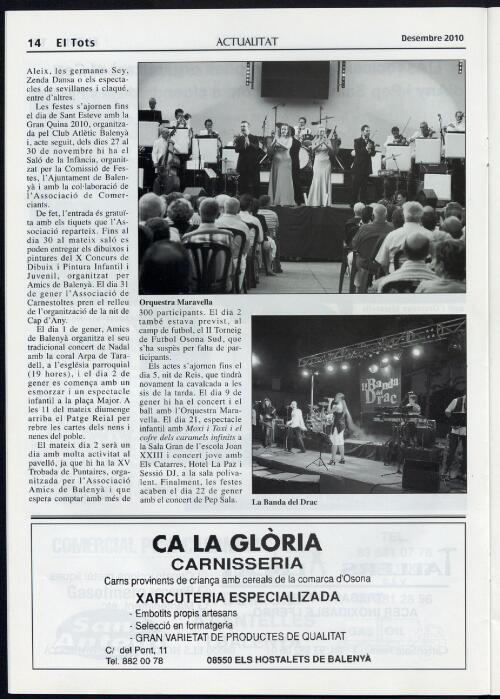 14 El Tots
ACTUALITAT
Desembre 2010
Aleix, les germanes Sey,
Zenda Dansa o els especta-
cles de sevillanes i claqué,
entre d'altres.
Les festes s'ajornen fins
el dia de Sant Esteve amb la
Gran Quina 2010, organitza-
da pel Club Atlètic Balenyà
i, acte seguit, dels dies 27 al
30 de novembre hi ha el
Saló de la Infància, organit-
zat per la Comissió de Fes-
tes, l'Ajuntament de Balen-
yà i amb la col·laboració de
l'Associació de Comer-
ciants.
De fet, l'entrada és gratuï-
ta amb els tiquets que l'As-
sociació reparteix. Fins al
dia 30 al mateix saló es
poden entregar els dibuixos i
pintures del X Concurs de
Dibuix i Pintura Infantil i
Juvenil, organitzat per
Amics de Balenyà. El dia 31
de gener l'Associació de
Carnestoltes pren el relleu
de l'organització de la nit de
Cap d'Any.
El dia 1 de gener, Amics
de Balenyà organitza el seu
tradicional concert de Nadal
amb la coral Arpa de Tara-
dell, a l'església parroquial
(19 hores), i el dia 2 de
gener es comença amb un
esmorzar i un espectacle
infantil a la plaça Major. A
les 11 del mateix diumenge
arriba el Patge Reial per
rebre les cartes dels nens i
nenes del poble.
El mateix dia 2 serà un
dia amb molta activitat al
pavelló, ja que hi ha la XV
Trobada de Puntaires, orga-
nitzada per l'Associació
Amics de Balenyà i que
espera comptar amb més de
Orquestra Maravella
300 participants. El dia 2
també estava previst, al
camp de futbol, el II Torneig
de Futbol Osona Sud, que
s'ha suspès per falta de par-
ticipants.
Els actes s'ajornen fins el
dia 5, nit de Reis, que tindrà
novament la cavalcada a les
sis de la tarda. El dia 9 de
gener hi ha el concert i el
ball amb l'Orquestra Mara-
vella. El dia 21, espectacle
infantil amb Moxi i Toxi i el
cofre dels caramels infinits a
la Sala Gran de l'escola Joan
XXIII i concert jove amb
Els Catarres, Hotel La Paz i
Sessió DJ, a la sala poliva-
lent. Finalment, les festes
acaben el dia 22 de gener
amb el concert de Pep Sala.
la Banda
Drac
La Banda del Drac
CA LA GLÒRIA
CARNISSERIA
Carns provinents de criança amb cereals de la comarca d'Osona
XARCUTERIA ESPECIALITZADA
- Embotits propis artesans
- Selecció en formatgeria
- GRAN VARIETAT DE PRODUCTES DE QUALITAT
C/ del Pont, 11
Tel. 882 00 78
08550 ELS HOSTALETS DE BALENYÀ